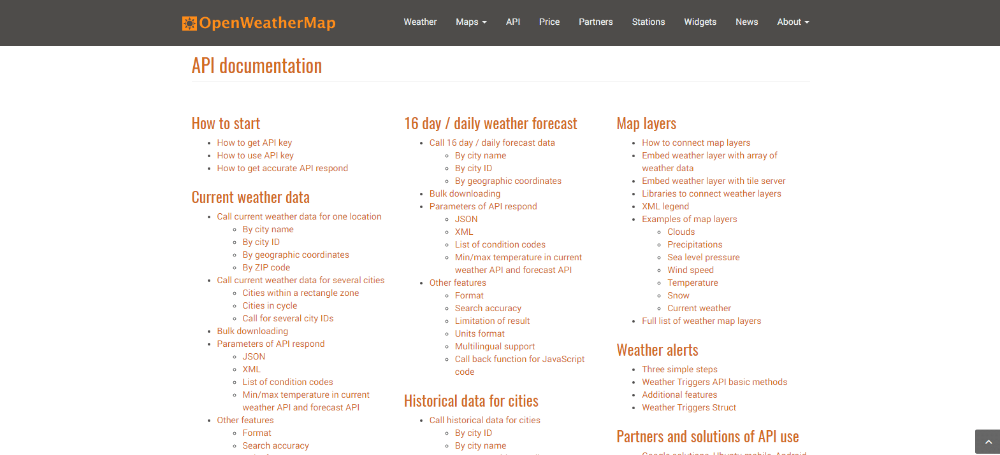 OpenWeatherMap
Weather
Maps
API
Price
Partners
Stations
Widgets
News
About
API documentation
How to start
How to get API key
How to use API key
How to get accurate API respond
Current weather data
Call current weather data for one location
By city name
By city ID
By geographic coordinates
By ZIP code
Call current weather data for several cities
Cities within a rectangle zone
Cities in cycle
Call for several city IDs
Bulk downloading
Parameters of API respond
JSON
XML
List of condition codes
Min/max temperature in current
weather API and forecast API
Other features
Format
Search accuracy
16 day / daily weather forecast
Call 16 day / daily forecast data
By city name
By city ID
By geographic coordinates
Bulk downloading
Parameters of API respond
JSON
XML
List of condition codes
Min/max temperature in current
weather API and forecast API
Other features
Format
Search accuracy
Limitation of result
Units format
Multilingual support
Call back function for JavaScript
code
Historical data for cities
Call historical data for cities
By city ID
By city name
Map layers
How to connect map layers
Embed weather layer with array of
weather data
Embed weather layer with tile server
Libraries to connect weather layers
XML legend
Examples of map layers
Clouds
Precipitations
Sea level pressure
Wind speed
Temperature
Snow
Current weather
Full list of weather map layers
Weather alerts
Three simple steps
Weather Triggers API basic methods
Additional features
Weather Triggers Struct
Partners and solutions of API use
Google solutions, Ubuntu mobile, Android